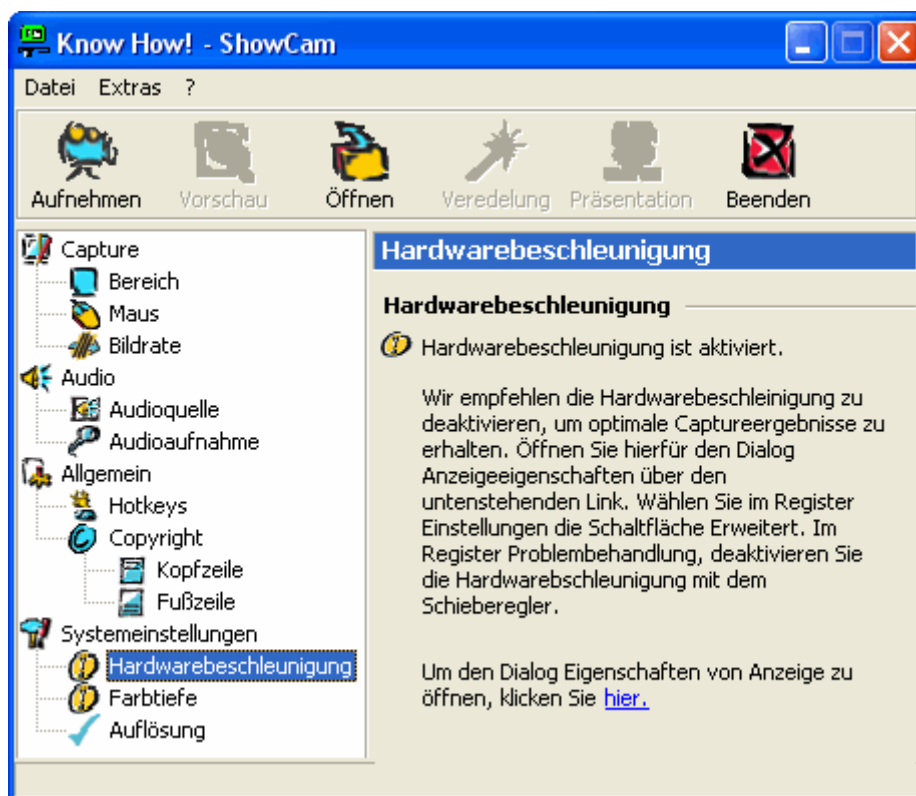 Know How! - ShowCam
Datei Extras ?
Aufnehmen Vorschau Öffnen Veredelung Präsentation Beenden
Capture
Bereich
Maus
Bildrate
Audio
Audioquelle
Audioaufnahme
Allgemein
Hotkeys
Copyright
Kopfzeile
Fußzeile
Systemeinstellungen
Hardwarebeschleunigung
Farbtiefe
Auflösung
Hardwarebeschleunigung
Hardwarebeschleunigung
Hardwarebeschleunigung ist aktiviert.
Wir empfehlen die Hardwarebeschleinigung zu
deaktivieren, um optimale Captureergebnisse zu
erhalten. Öffnen Sie hierfür den Dialog
Anzeigeeigenschaften über den
untenstehenden Link. Wählen Sie im Register
Einstellungen die Schaltfläche Erweitert. Im
Register Problembehandlung, deaktivieren Sie
die Hardwarebschleunigung mit dem
Schieberegler.
Um den Dialog Eigenschaften von Anzeige zu
öffnen, klicken Sie hier.